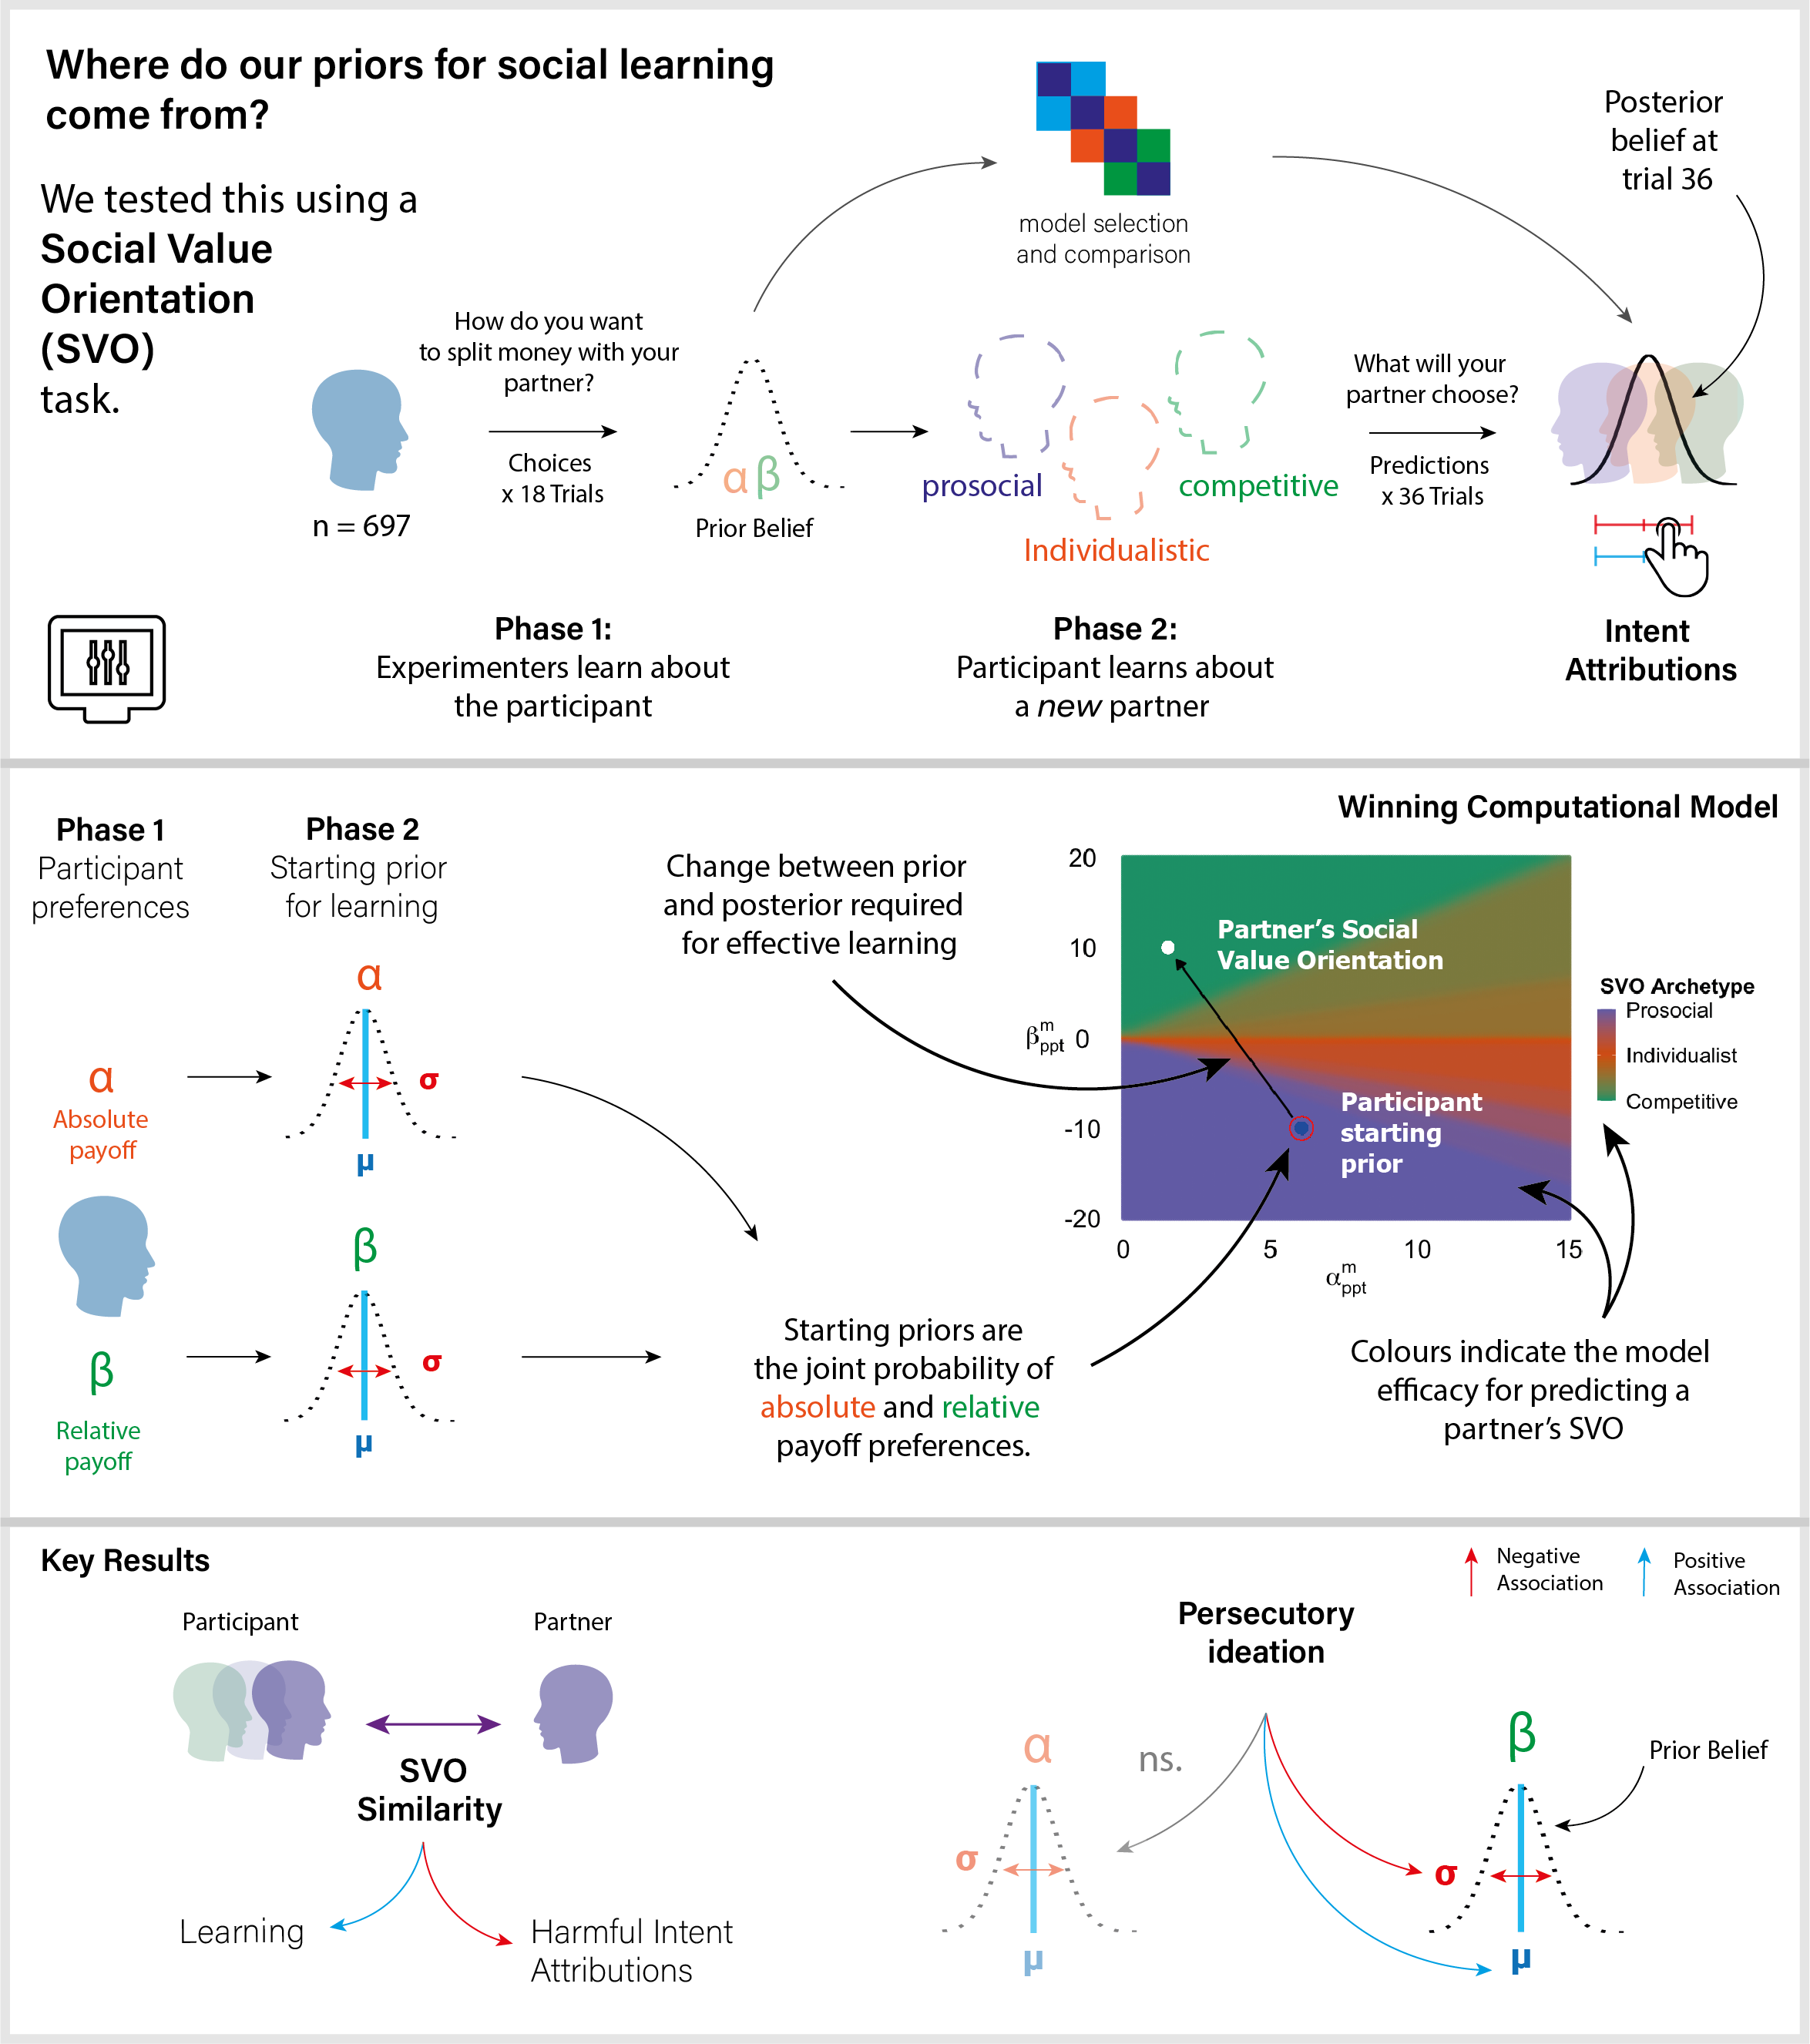 Where do our priors for social learning
come from?
We tested this using a
Social Value
Orientation
(SVO)
task.
n = 697
How do you want
to split money with your
partner?
Choices
x 18 Trials
α β
Prior Belief
model selection
and comparison
prosocial
Individualistic
competitive
What will your
partner choose?
Predictions
x 36 Trials
Posterior
belief at
trial 36
Phase 1:
Experimenters learn about
the participant
Phase 2:
Participant learns about
a new partner
Intent
Attributions
Phase 1
Participant
preferences
Phase 2
Starting prior
for learning
α
Absolute
payoff
α
σ
μ
β
Relative
payoff
β
σ
μ
Change between prior
and posterior required
for effective learning
Starting priors are
the joint probability of
absolute and relative
payoff preferences.
Winning Computational Model
20
10
0
-10
-20
β m ppt
0 5 10 15
α m ppt
Partner's Social
Value Orientation
Participant
starting
prior
SVO Archetype
Prosocial
Individualist
Competitive
Colours indicate the model
efficacy for predicting a
partner's SVO
Key Results
Participant
Partner
SVO
Similarity
Learning
Harmful Intent
Attributions
Negative
Association
Positive
Association
Persecutory
ideation
ns.
α
σ
μ
β
σ
μ
Prior Belief